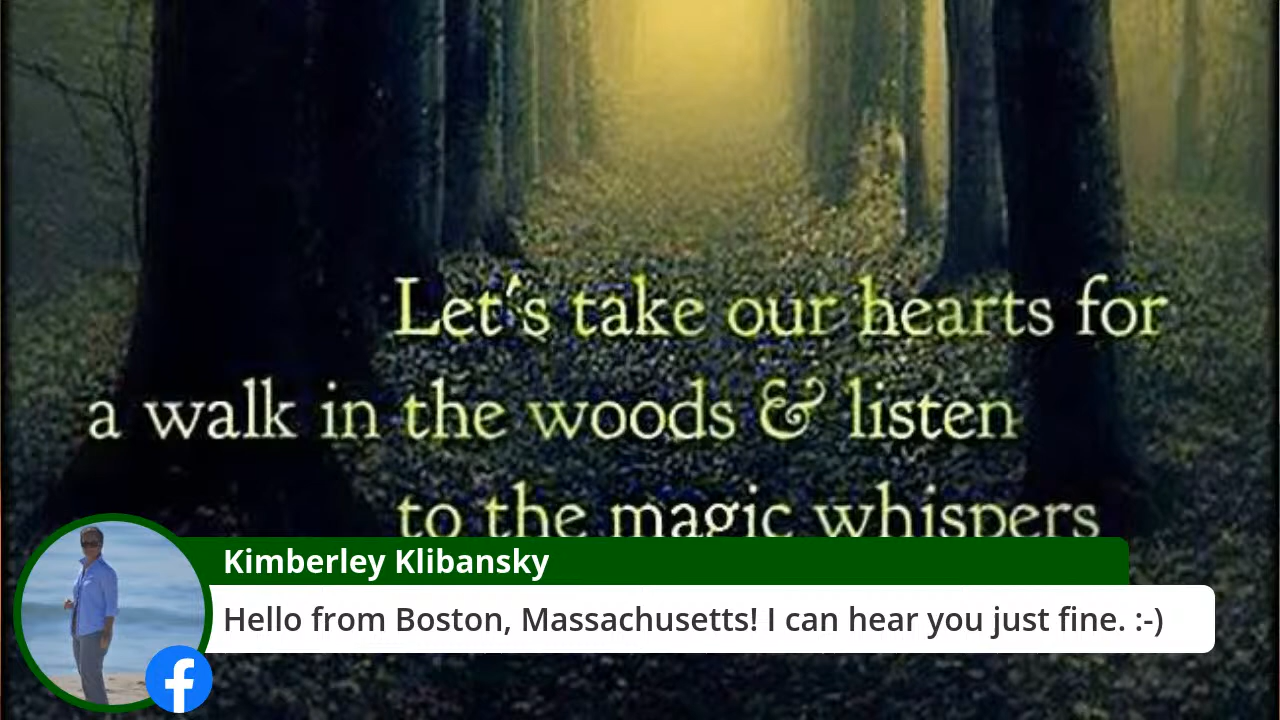 Let's take our hearts for
a walk in the woods & listen
to the magic whispers
Kimberley Klibansky
Hello from Boston, Massachusetts! I can hear you just fine. :-)